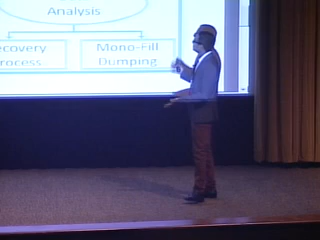 Analysis
ecovery
rocess
Mono-Fill
Dumping